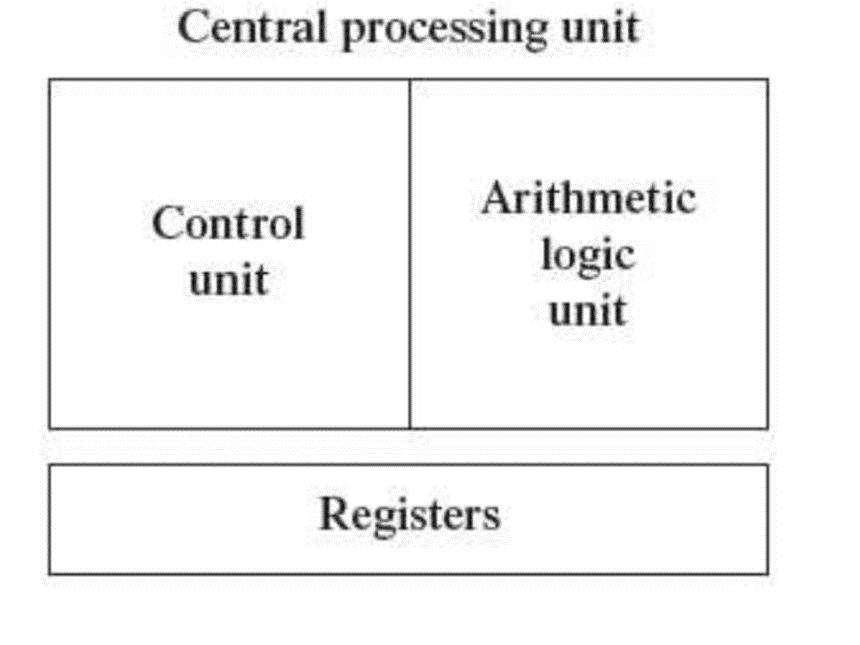 Central processing unit
Control
unit
Arithmetic
logic
unit
Registers